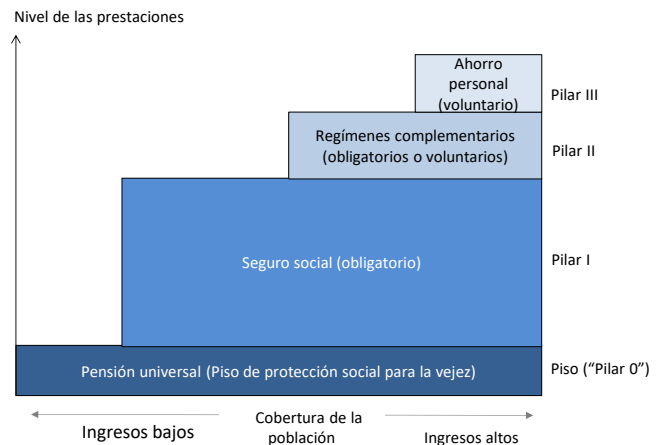 Nivel de las prestaciones
Ahorro
personal
(voluntario)
Pilar III
Regímenes complementarios
(obligatorios o voluntarios)
Pilar II
Seguro social (obligatorio)
Pilar I
Pensión universal (Piso de protección social para la vejez)
Piso (“Pilar 0”)
Ingresos bajos
Cobertura de la
población
Ingresos altos